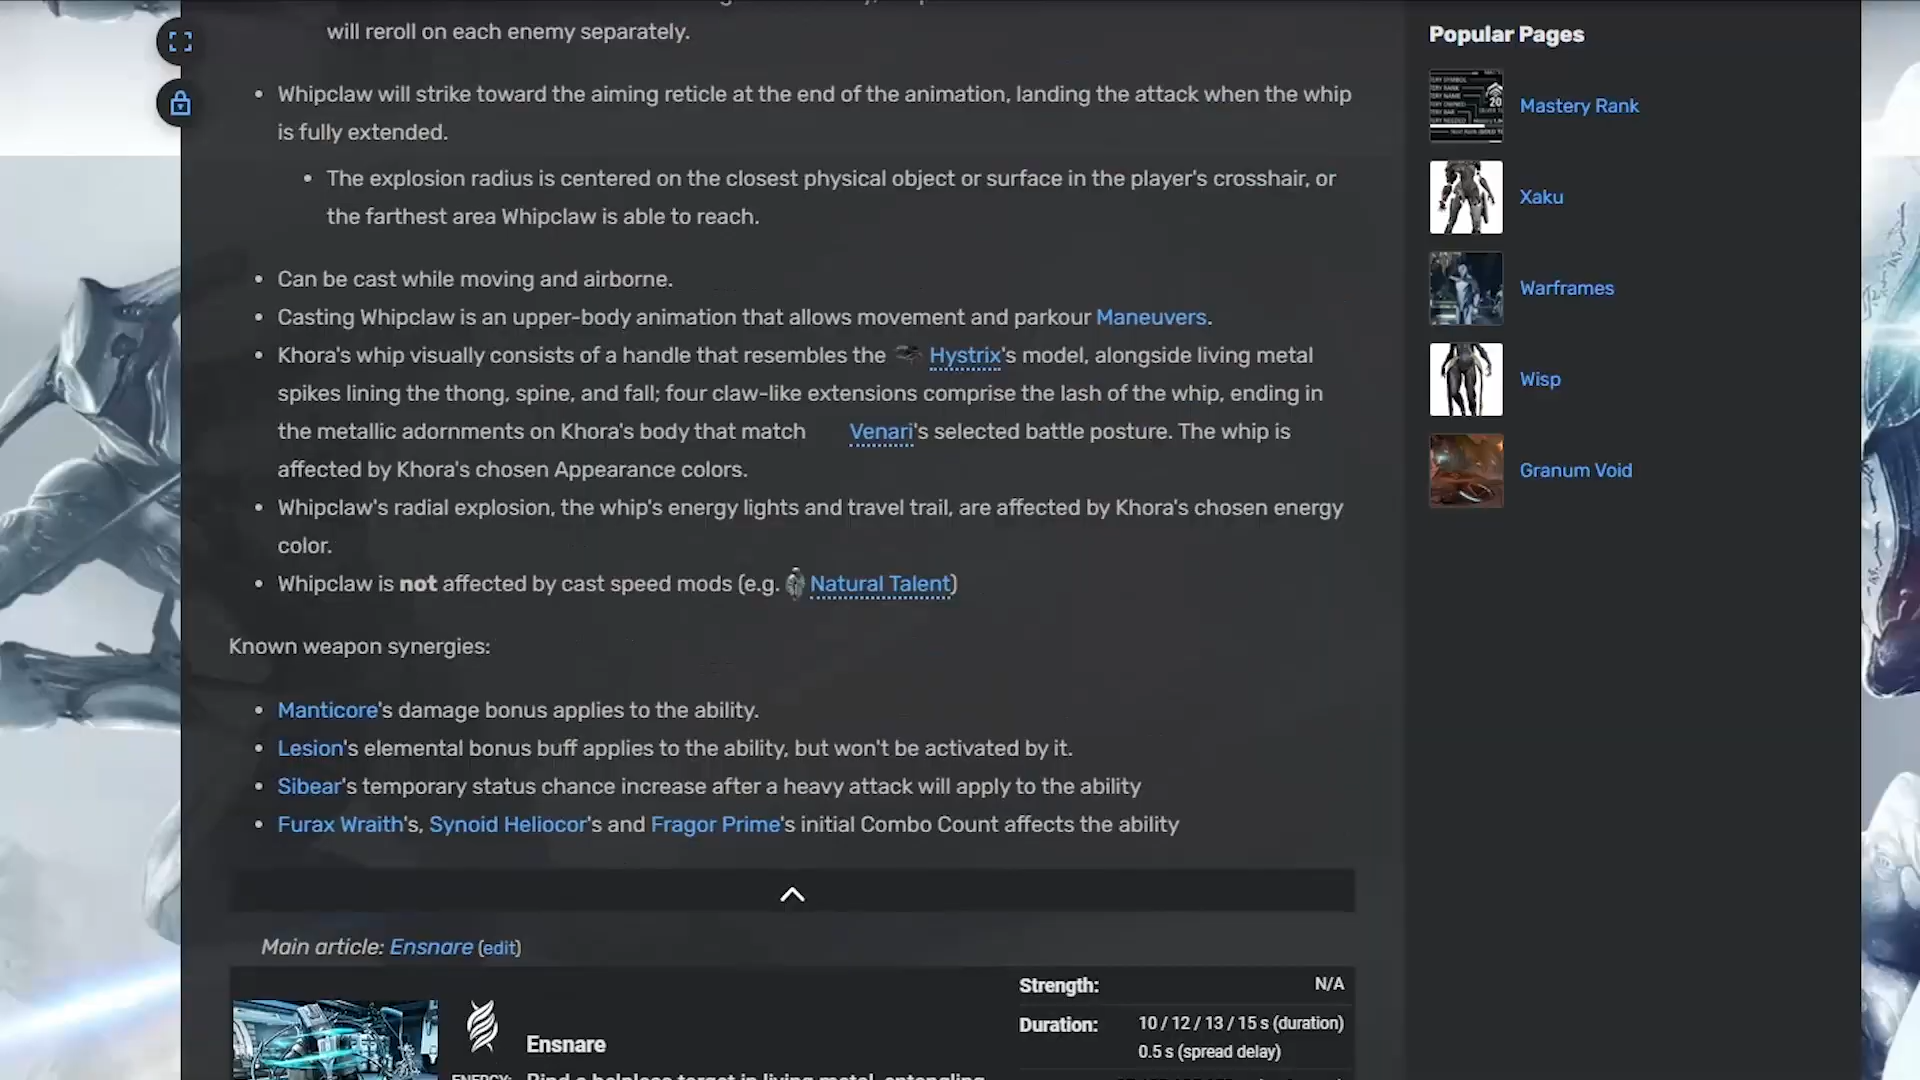 will reroll on each enemy separately.
• Whipclaw will strike toward the aiming reticle at the end of the animation, landing the attack when the whip
is fully extended.
• The explosion radius is centered on the closest physical object or surface in the player's crosshair, or
the farthest area Whipclaw is able to reach.
• Can be cast while moving and airborne.
• Casting Whipclaw is an upper-body animation that allows movement and parkour Maneuvers.
• Khora's whip visually consists of a handle that resembles the Hystrix's model, alongside living metal
spikes lining the thong, spine, and fall; four claw-like extensions comprise the lash of the whip, ending in
the metallic adornments on Khora's body that match Venari's selected battle posture. The whip is
affected by Khora's chosen Appearance colors.
• Whipclaw's radial explosion, the whip's energy lights and travel trail, are affected by Khora's chosen energy
color.
• Whipclaw is not affected by cast speed mods (e.g. Natural Talent)
Known weapon synergies:
• Manticore's damage bonus applies to the ability.
• Lesion's elemental bonus buff applies to the ability, but won't be activated by it.
• Sibear's temporary status chance increase after a heavy attack will apply to the ability
• Furax Wraith's, Synoid Heliocor's and Fragor Prime's initial Combo Count affects the ability
Main article: Ensnare (edit)
Ensnare
ENERGY:
Bind a helpless target in living metal, entangling
Strength: N/A
Duration: 10 / 12 / 13 / 15 s (duration)
0.5 s (spread delay)
Popular Pages
Mastery Rank
Xaku
Warframes
Wisp
Granum Void